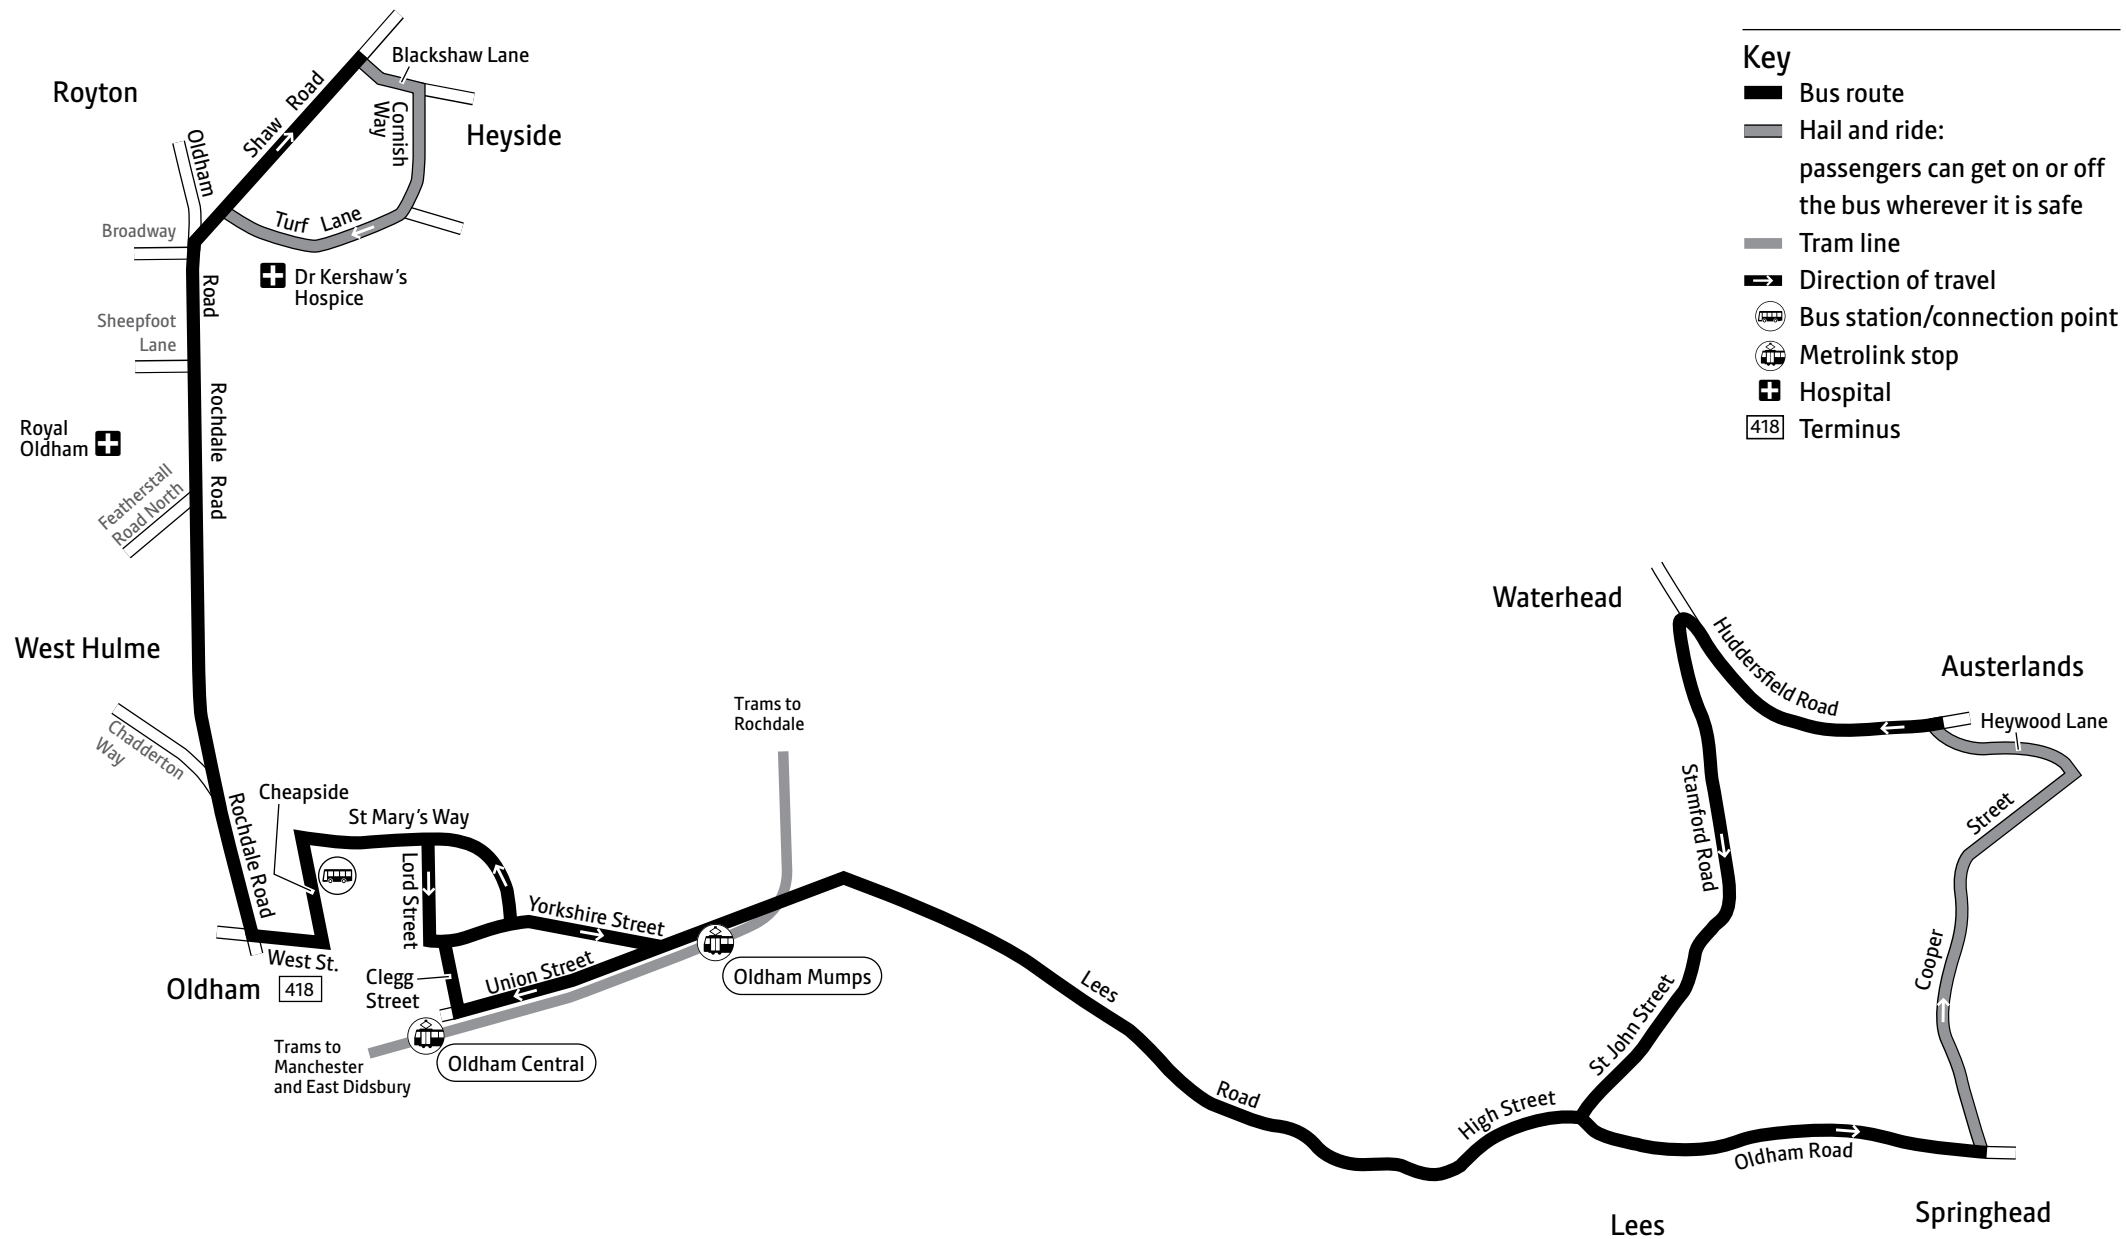 Key
Bus route
Hail and ride:
passengers can get on or off
the bus wherever it is safe
Tram line
Direction of travel
Bus station/connection point
Metrolink stop
Hospital
418 Terminus
Royton
Blackshaw Lane
Shaw Road
Cornish
Way
Heyside
Oldham
Road
Turf Lane
Broadway
Dr Kershaw's
Hospice
Sheepfoot
Lane
Rochdale Road
Royal
Oldham
Featherstall
Road North
West Hulme
Chadderton
Way
Rochdale Road
Cheapside
St Mary's Way
Lord Street
Yorkshire Street
West St.
Oldham
418
Clegg
Street
Union Street
Trams to
Rochdale
Oldham Mumps
Oldham Central
Trams to
Manchester
and East Didsbury
Lees
Road
High Street
St John Street
Stamford Road
Waterhead
Huddersfield Road
Austerlands
Heywood Lane
Cooper
Street
Oldham Road
Springhead
Lees